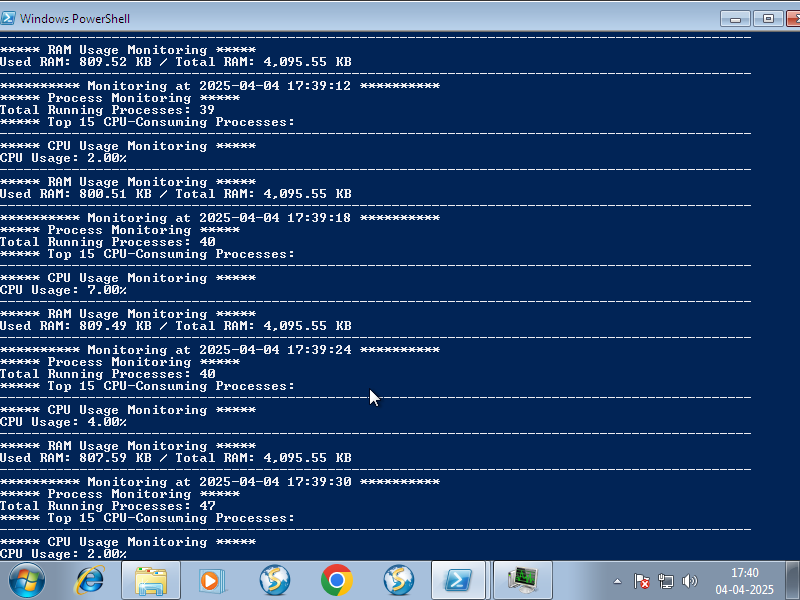 Windows PowerShell
***** RAM Usage Monitoring *****
Used RAM: 809.52 KB / Total RAM: 4,095.55 KB
********** Monitoring at 2025-04-04 17:39:12 **********
***** Process Monitoring *****
Total Running Processes: 39
***** Top 15 CPU-Consuming Processes:
***** CPU Usage Monitoring *****
CPU Usage: 2.00%
***** RAM Usage Monitoring *****
Used RAM: 800.51 KB / Total RAM: 4,095.55 KB
********** Monitoring at 2025-04-04 17:39:18 **********
***** Process Monitoring *****
Total Running Processes: 40
***** Top 15 CPU-Consuming Processes:
***** CPU Usage Monitoring *****
CPU Usage: 7.00%
***** RAM Usage Monitoring *****
Used RAM: 809.49 KB / Total RAM: 4,095.55 KB
********** Monitoring at 2025-04-04 17:39:24 **********
***** Process Monitoring *****
Total Running Processes: 40
***** Top 15 CPU-Consuming Processes:
***** CPU Usage Monitoring *****
CPU Usage: 4.00%
***** RAM Usage Monitoring *****
Used RAM: 807.59 KB / Total RAM: 4,095.55 KB
********** Monitoring at 2025-04-04 17:39:30 **********
***** Process Monitoring *****
Total Running Processes: 47
***** Top 15 CPU-Consuming Processes:
***** CPU Usage Monitoring *****
CPU Usage: 2.00%
17:40
04-04-2025